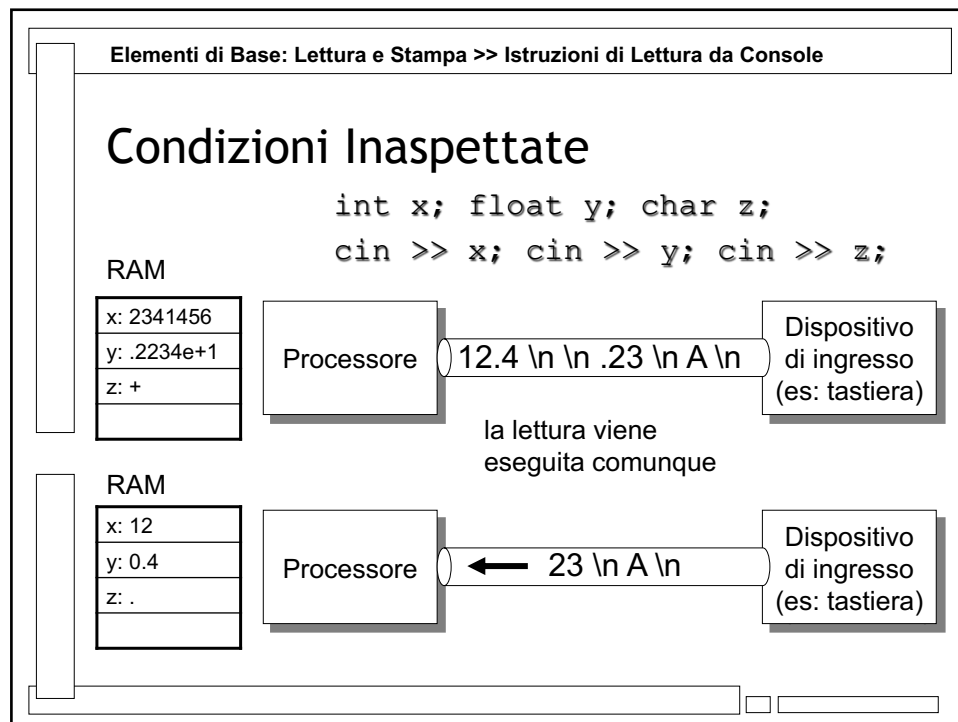 Elementi di Base: Lettura e Stampa >> Istruzioni di Lettura da Console
Condizioni Inaspettate
int x; float y; char z;
cin >> x; cin >> y; cin >> z;
RAM
x: 2341456
y: .2234e+1
z: +
Processore
12.4 \n \n .23 \n A \n
Dispositivo
di ingresso
(es: tastiera)
la lettura viene
eseguita comunque
RAM
x: 12
y: 0.4
z: .
Processore
23 \n A \n
Dispositivo
di ingresso
(es: tastiera)